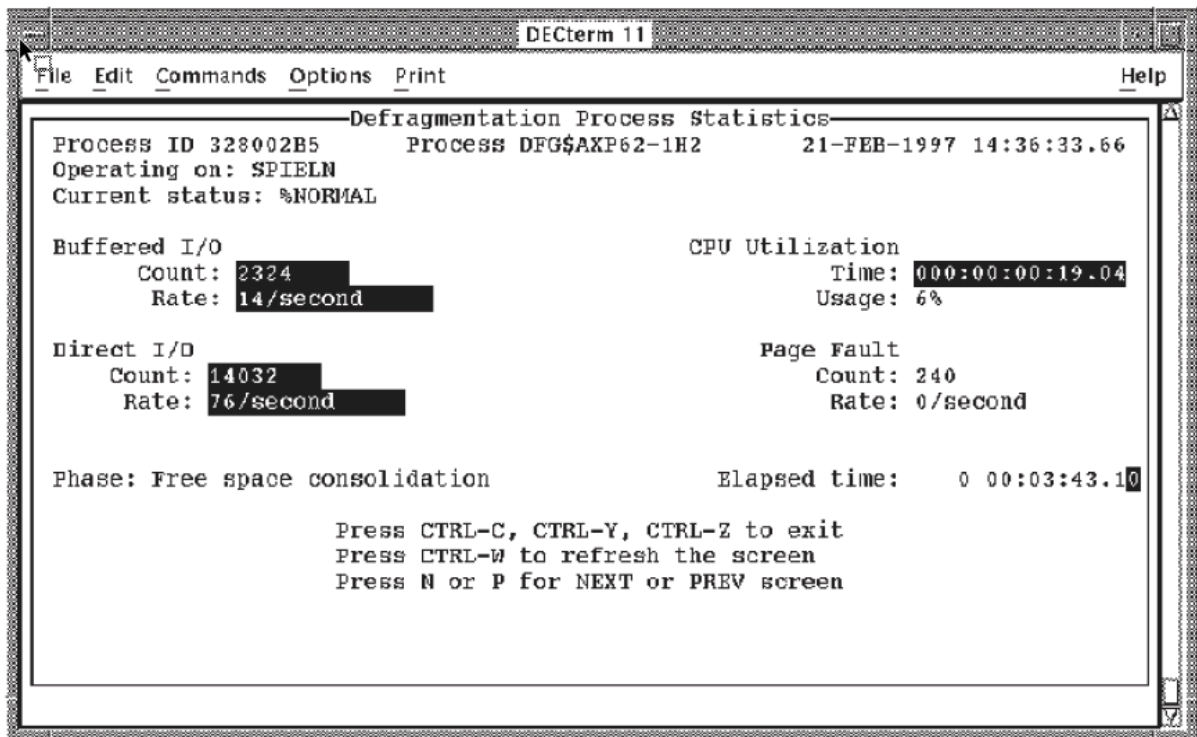 DECterm 11
File Edit Commands Options Print Help
Defragmentation Process Statistics
Process ID 328002B5 Process DFG$AXP62-1H2 21-FEB-1997 14:36:33.66
Operating on: SPIELN
Current status: %NORMAL
Buffered I/O CPU Utilization
Count: 2324 Time: 000:00:00:19.04
Rate: 14/second Usage: 6%
Direct I/O Page Fault
Count: 14032 Count: 240
Rate: 76/second Rate: 0/second
Phase: Free space consolidation Elapsed time: 0 00:03:43.10
Press CTRL-C, CTRL-Y, CTRL-Z to exit
Press CTRL-W to refresh the screen
Press N or P for NEXT or PREV screen